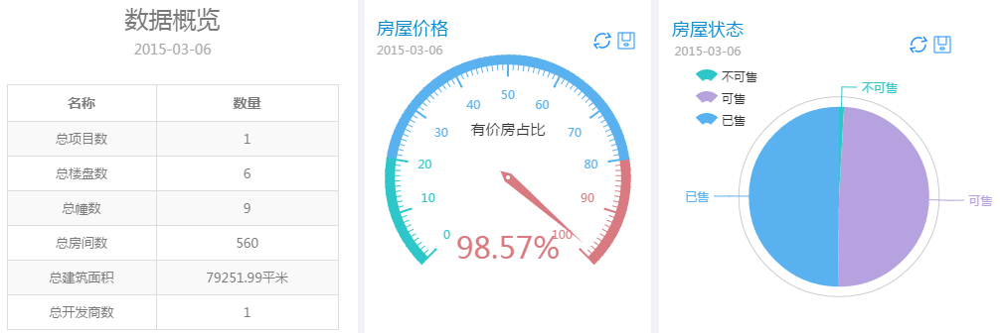 数据概览
2015-03-06
名称 数量
总项目数 1
总楼盘数 6
总幢数 9
总房间数 560
总建筑面积 79251.99平米
总开发商数 1
房屋价格
2015-03-06
0
10
20
30
40
50
60
70
80
90
100
有价房占比
98.57%
房屋状态
2015-03-06
不可售
可售
已售
不可售
已售
可售